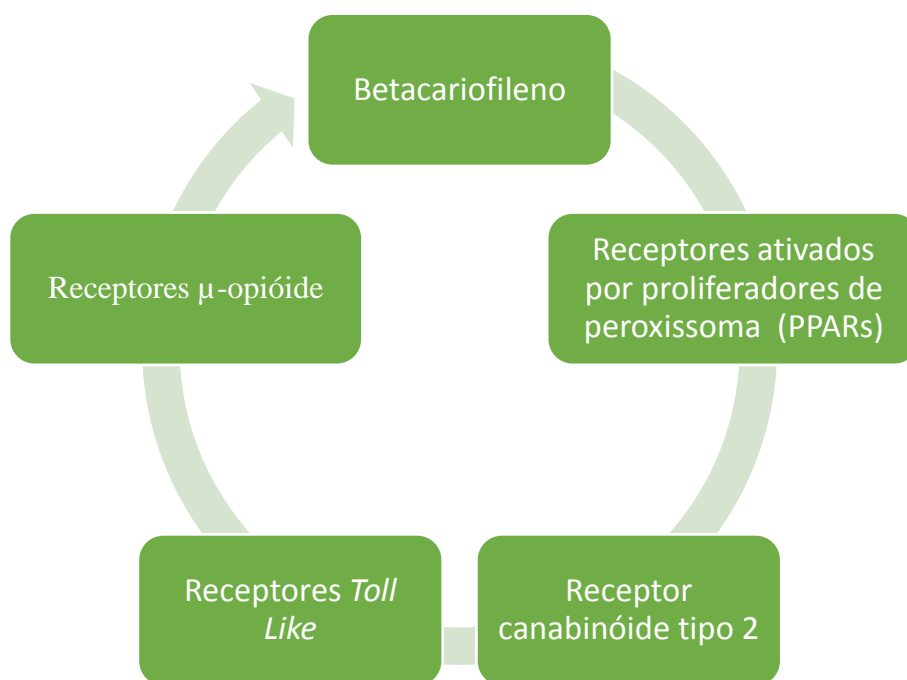 Betacariofileno
Receptores ativados
por proliferadores de
peroxissoma (PPARs)
Receptor
canabinóide tipo 2
Receptores Toll
Like
Receptores µ-opióide